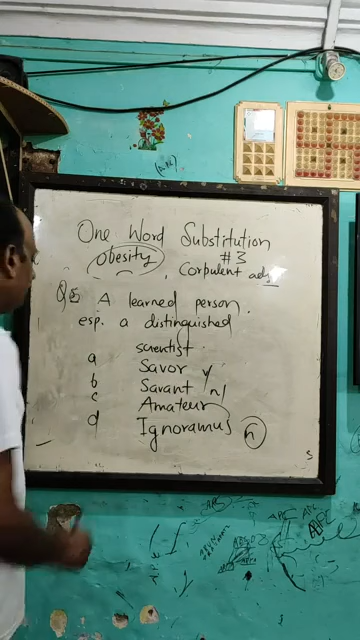 One Word Substitution
#3
obesity, Corpulent adj
Q5 A learned person.
esp. a distinguished
scientist
a Savor v
b Savant n
c Amateur
d Ignoramus n